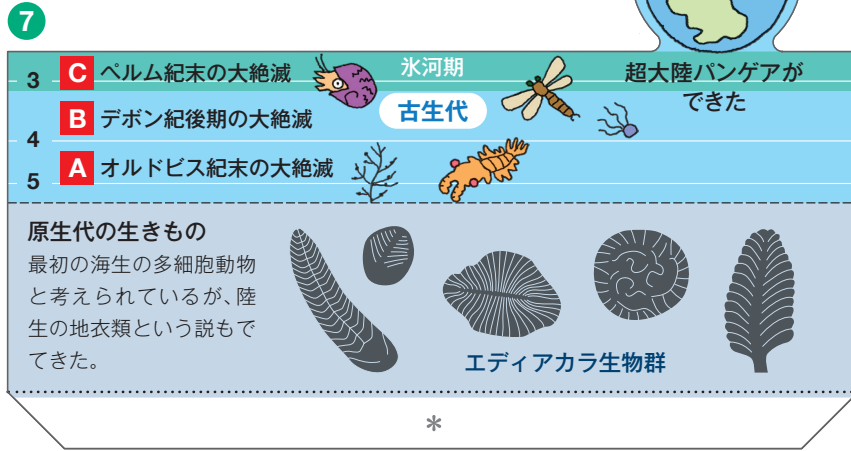 7
3 C ペルム紀末の大絶滅 氷河期 超大陸パンゲアが
できた
B デボン紀後期の大絶滅 古生代
4
A オルドビス紀末の大絶滅
5
原生代の生きもの
最初の海生の多細胞動物
と考えられているが、陸
生の地衣類という説もで
てきた。
エディアカラ生物群
＊